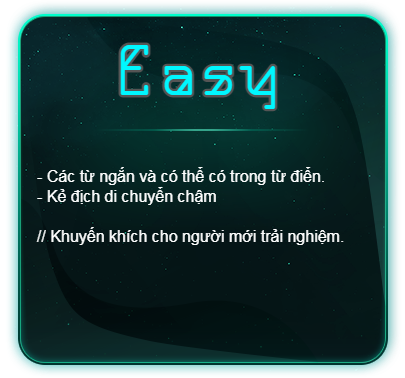 Easy
- Các từ ngắn và có thể có trong từ điển.
- Kẻ địch di chuyển chậm
// Khuyến khích cho người mới trải nghiệm.